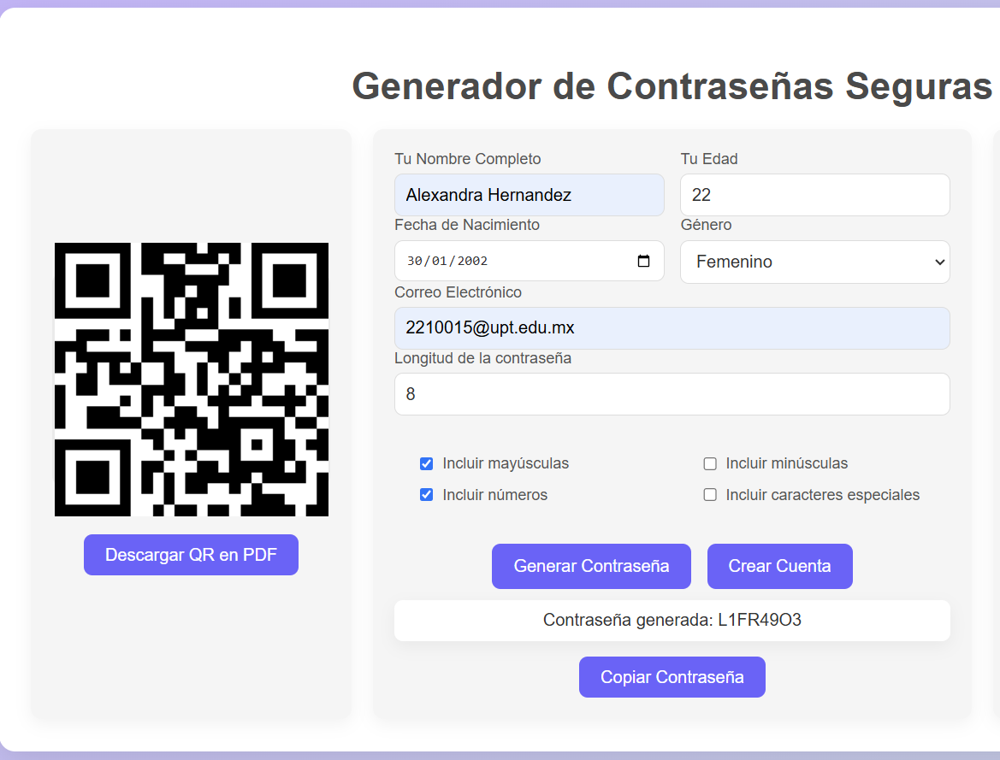 Generador de Contraseñas Seguras
Descargar QR en PDF
Tu Nombre Completo
Tu Edad
Alexandra Hernandez
22
Fecha de Nacimiento
Género
30/01/2002
Femenino
Correo Electrónico
2210015@upt.edu.mx
Longitud de la contraseña
8
Incluir mayúsculas
Incluir minúsculas
Incluir números
Incluir caracteres especiales
Generar Contraseña
Crear Cuenta
Contraseña generada: L1FR49O3
Copiar Contraseña